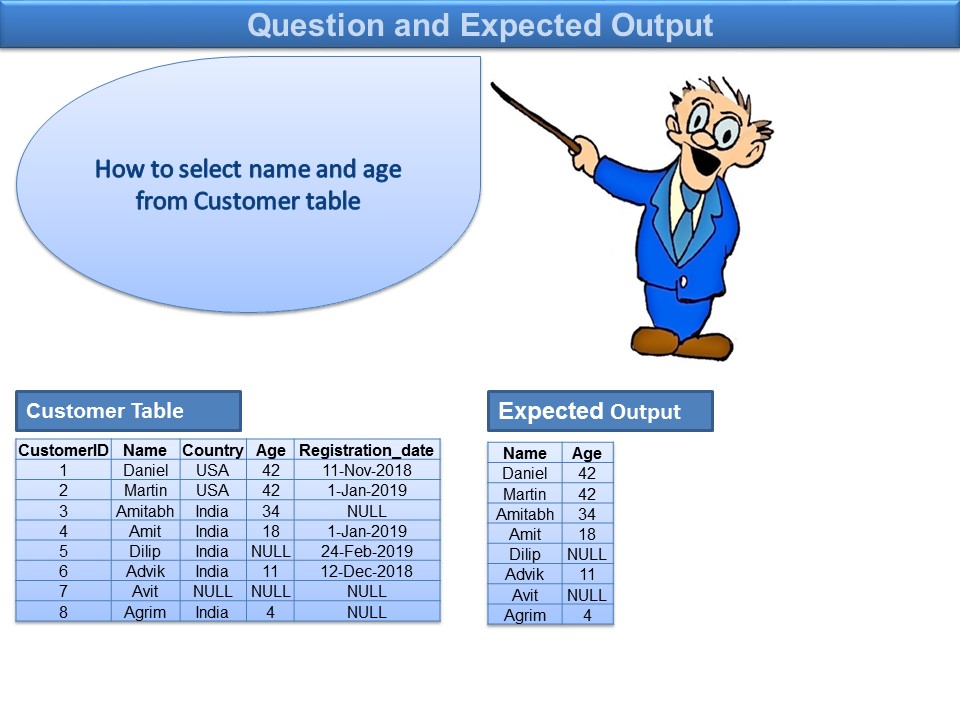 Question and Expected Output
How to select name and age
from Customer table
Customer Table
CustomerID Name Country Age Registration_date
1 Daniel USA 42 11-Nov-2018
2 Martin USA 42 1-Jan-2019
3 Amitabh India 34 NULL
4 Amit India 18 1-Jan-2019
5 Dilip India NULL 24-Feb-2019
6 Advik India 11 12-Dec-2018
7 Avit NULL NULL NULL
8 Agrim India 4 NULL
Expected Output
Name Age
Daniel 42
Martin 42
Amitabh 34
Amit 18
Dilip NULL
Advik 11
Avit NULL
Agrim 4